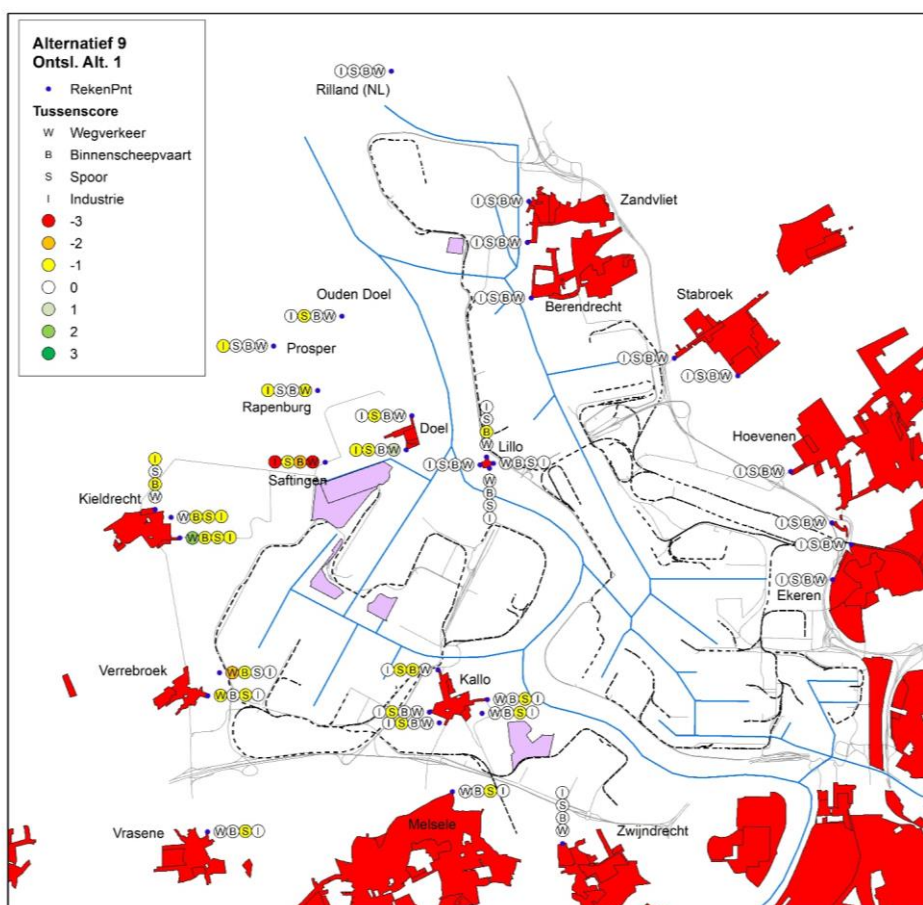 Alternatief 9
Ontsl. Alt. 1
RekenPnt
Tussenscore
W Wegverkeer
B Binnenscheepvaart
S Spoor
I Industrie
-3
-2
-1
0
1
2
3
ISBW
Rilland (NL)
ISBW
Zandvliet
ISBW
ISBW
Berendrecht
Stabroek
ISBW
ISBW
Ouden Doel
ISBW
ISBW
Prosper
ISBW
Rapenburg
ISBW
Doel
ISBW
ISBW
Saftingen
I
S
B
W
Lillo
ISBW
WBSI
W
B
S
I
Hoevenen
ISBW
Kieldrecht
I
S
B
W
WBSI
WBSI
ISBW
ISBW
ISBW
Ekeren
Verrebroek
WBSI
WBSI
ISBW
Kallo
WBSI
ISBW
WBSI
ISBW
WBSI
Melsele
I
S
B
W
Zwijndrecht
Vrasene
WBSI